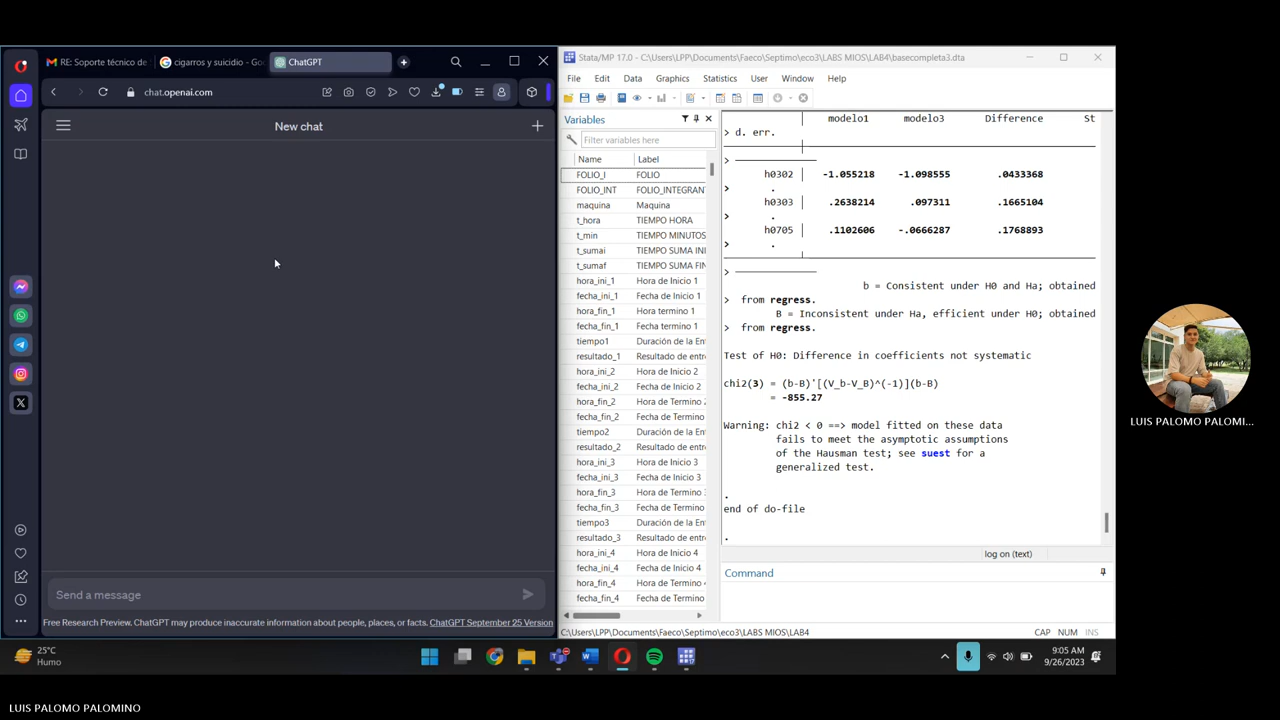 RE: Soporte técnico de
cigarros y suicidio - Goo
ChatGPT
chat.openai.com
New chat
Send a message
Free Research Preview. ChatGPT may produce inaccurate information about people, places, or facts. ChatGPT September 25 Version
Stata/MP 17.0 - C:\Users\LPP\Documents\Faeco\Septimo\eco3\LABS MIOS\LAB4\basecompleta3.dta
File Edit Data Graphics Statistics User Window Help
Variables
Filter variables here
Name Label
FOLIO_I FOLIO
FOLIO_INT FOLIO_INTEGRAN
maquina Maquina
t_hora TIEMPO HORA
t_min TIEMPO MINUTOS
t_sumai TIEMPO SUMA INI
t_sumaf TIEMPO SUMA FIN
hora_ini_1 Hora de Inicio 1
fecha_ini_1 Fecha de Inicio 1
hora_fin_1 Hora termino 1
fecha_fin_1 Fecha termino 1
tiempo1 Duración de la Ent
resultado_1 Resultado de entre
hora_ini_2 Hora de Inicio 2
fecha_ini_2 Fecha de Inicio 2
hora_fin_2 Hora de Termino 2
fecha_fin_2 Fecha de Termino
tiempo2 Duración de la Ent
resultado_2 Resultado de entre
hora_ini_3 Hora de Inicio 3
fecha_ini_3 Fecha de Inicio 3
hora_fin_3 Hora de Termino 3
fecha_fin_3 Fecha de Termino
tiempo3 Duración de la Ent
resultado_3 Resultado de entre
hora_ini_4 Hora de Inicio 4
fecha_ini_4 Fecha de Inicio 4
hora_fin_4 Hora de Termino 4
fecha_fin_4 Fecha de Termino
modelo1 modelo3 Difference St
> d. err.
>
h0302 -1.055218 -1.098555 .0433368
> .
h0303 .2638214 .097311 .1665104
> .
h0705 .1102606 -.0666287 .1768893
> .
>
b = Consistent under H0 and Ha; obtained
> from regress.
B = Inconsistent under Ha, efficient under H0; obtained
> from regress.
Test of H0: Difference in coefficients not systematic
chi2(3) = (b-B)'[(V_b-V_B)^(-1)](b-B)
= -855.27
Warning: chi2 < 0 ==> model fitted on these data
fails to meet the asymptotic assumptions
of the Hausman test; see suest for a
generalized test.
.
end of do-file
.
log on (text)
Command
C:\Users\LPP\Documents\Faeco\Septimo\eco3\LABS MIOS\LAB4
CAP NUM INS
25°C
Humo
9:05 AM
9/26/2023
LUIS PALOMO PALOMI...
LUIS PALOMO PALOMINO